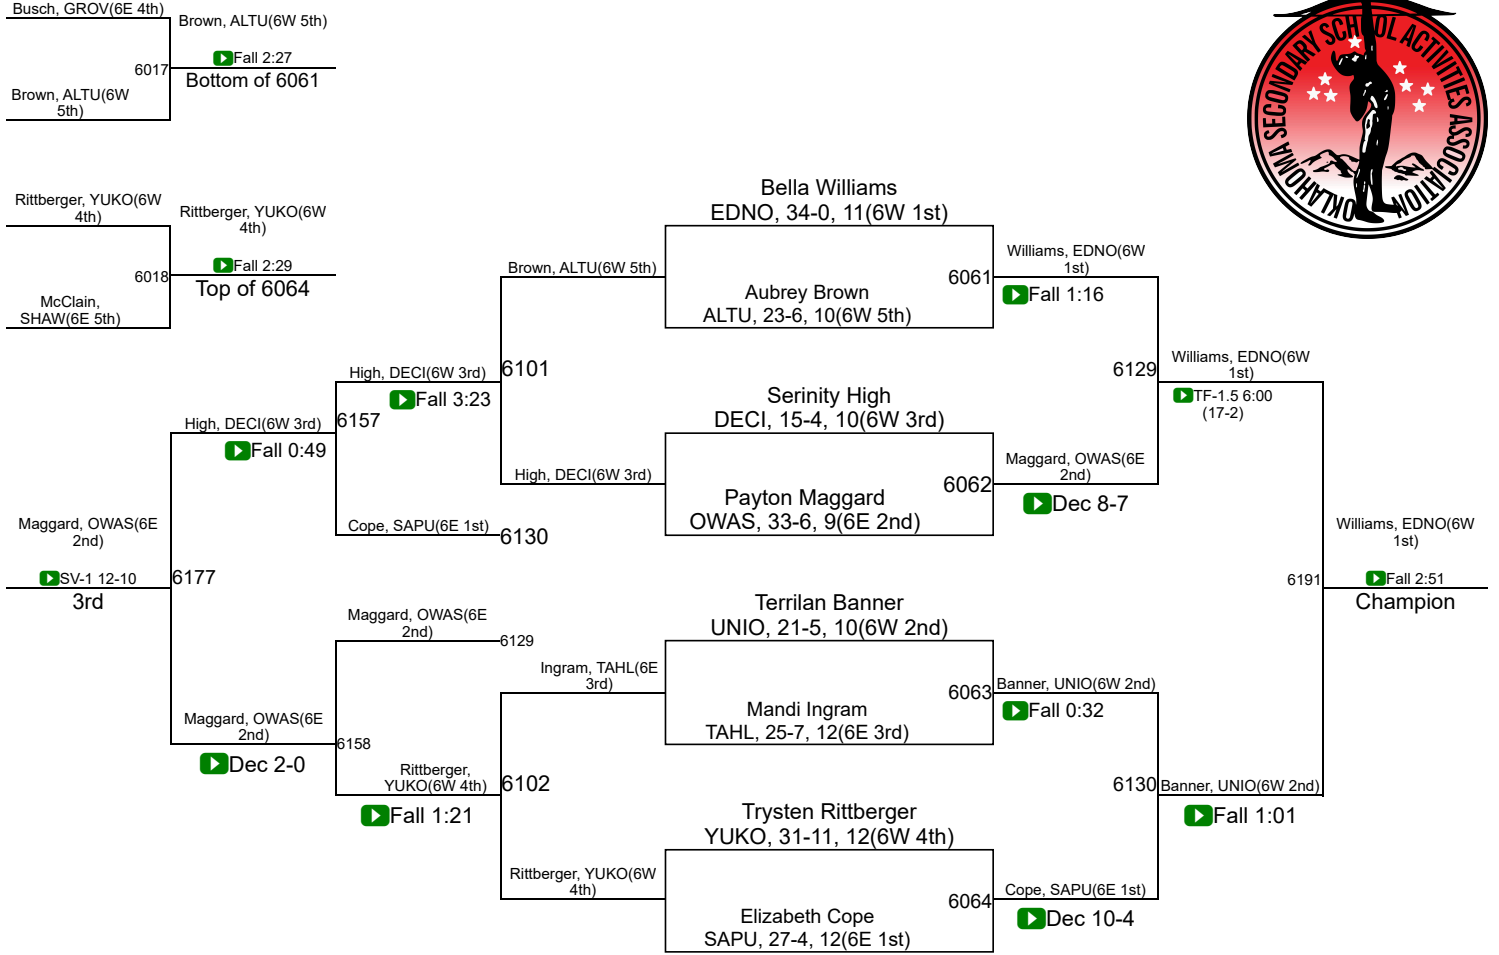 Busch, GROV(6E 4th)
Brown, ALTU(6W 5th)
Fall 2:27
6017
Bottom of 6061
Brown, ALTU(6W
5th)
OKLAHOMA SECONDARY SCHOOL ACTIVITIES ASSOCIATION
Rittberger, YUKO(6W
4th)
Rittberger, YUKO(6W
4th)
Fall 2:29
6018
Top of 6064
McClain,
SHAW(6E 5th)
Bella Williams
EDNO, 34-0, 11(6W 1st)
Brown, ALTU(6W 5th)
6061
Aubrey Brown
ALTU, 23-6, 10(6W 5th)
Williams, EDNO(6W
1st)
Fall 1:16
High, DECI(6W 3rd)
6101
Fall 3:23
6129
Williams, EDNO(6W
1st)
TF-1.5 6:00
(17-2)
Serinity High
DECI, 15-4, 10(6W 3rd)
High, DECI(6W 3rd)
6157
Fall 0:49
High, DECI(6W 3rd)
6062
Payton Maggard
OWAS, 33-6, 9(6E 2nd)
Maggard, OWAS(6E
2nd)
Dec 8-7
Maggard, OWAS(6E
2nd)
Cope, SAPU(6E 1st)
6130
Williams, EDNO(6W
1st)
SV-1 12-10
6177
3rd
6191
Fall 2:51
Champion
Terrilan Banner
UNIO, 21-5, 10(6W 2nd)
Maggard, OWAS(6E
2nd)
6129
Ingram, TAHL(6E
3rd)
6063
Banner, UNIO(6W 2nd)
Fall 0:32
Mandi Ingram
TAHL, 25-7, 12(6E 3rd)
Maggard, OWAS(6E
2nd)
6158
Dec 2-0
Rittberger,
YUKO(6W 4th)
6102
Fall 1:21
6130
Banner, UNIO(6W 2nd)
Fall 1:01
Trysten Rittberger
YUKO, 31-11, 12(6W 4th)
Rittberger, YUKO(6W
4th)
6064
Cope, SAPU(6E 1st)
Dec 10-4
Elizabeth Cope
SAPU, 27-4, 12(6E 1st)